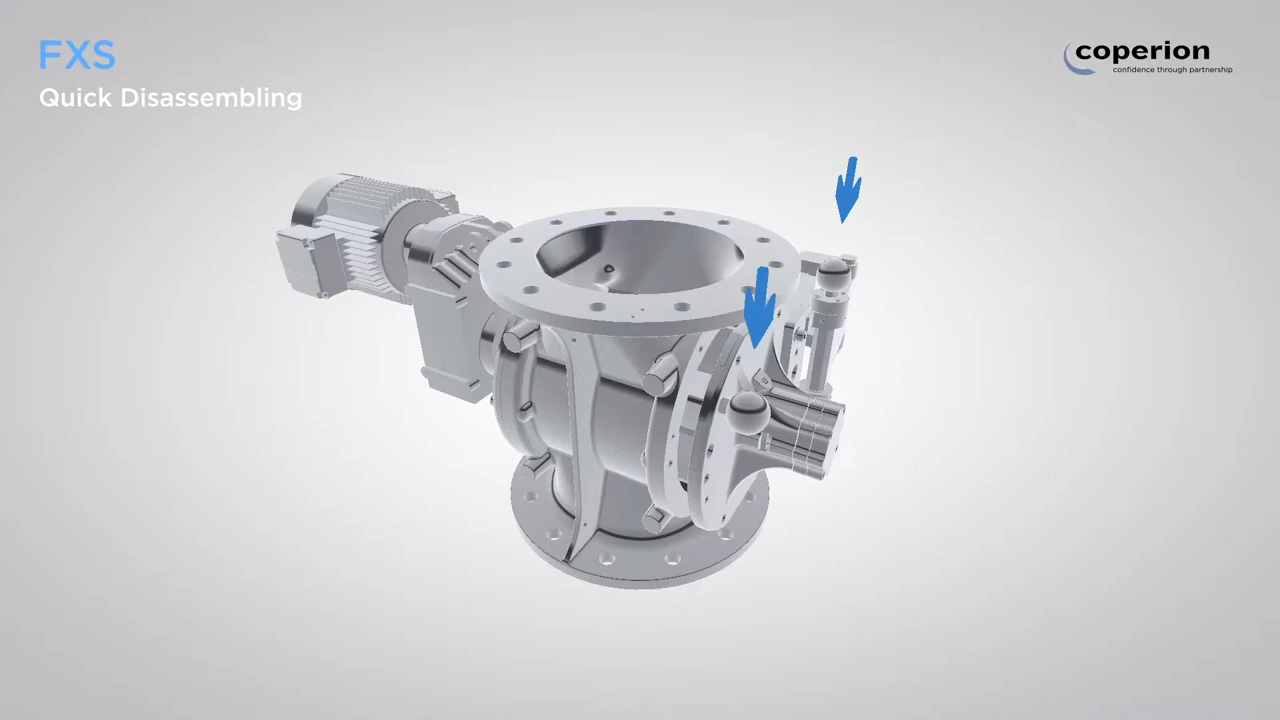 FXS
Quick Disassembling
coperion
confidence through partnership